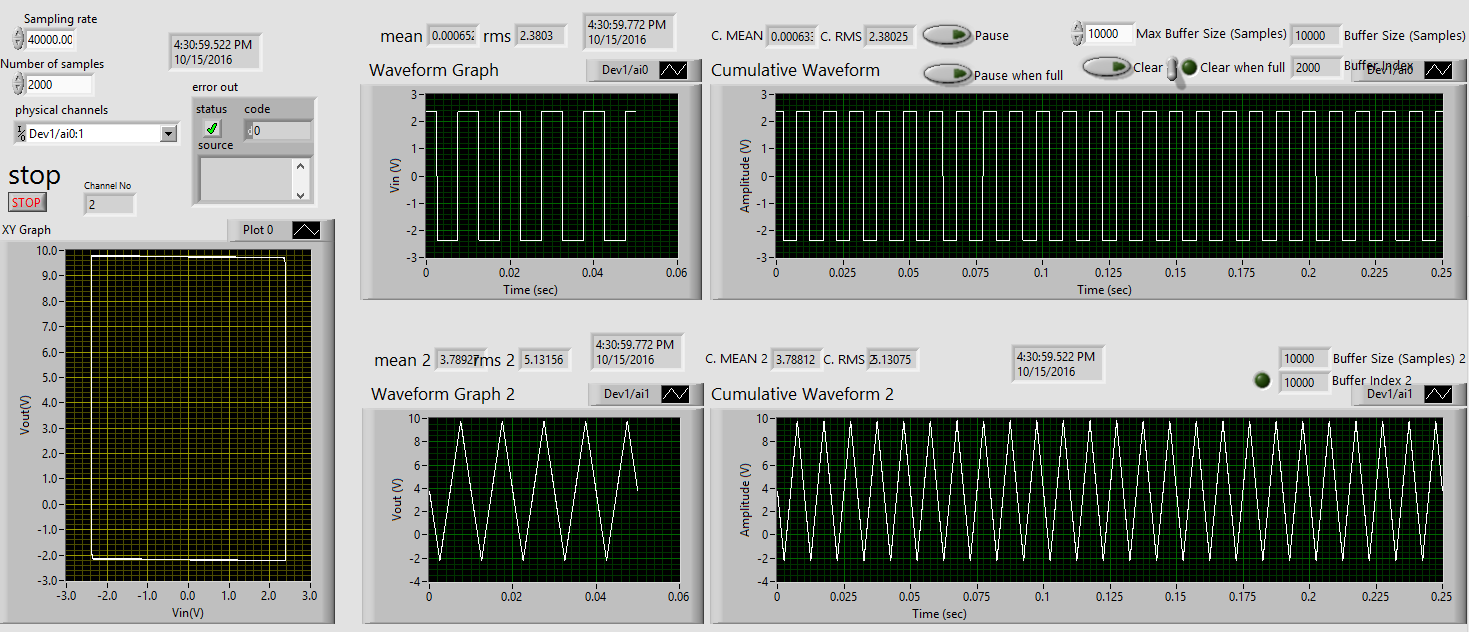 Sampling rate
40000.00
Number of samples
2000
physical channels
Dev1/ai0:1
stop
STOP
Channel No
2
4:30:59.522 PM
10/15/2016
error out
status code
0
source
XY Graph
Plot 0
10.0
9.0
8.0
7.0
6.0
5.0
4.0
3.0
2.0
1.0
0.0
-1.0
-2.0
-3.0
Vout(V)
-3.0 -2.0 -1.0 0.0 1.0 2.0 3.0
Vin(V)
mean 0.000652 rms 2.3803
4:30:59.772 PM
10/15/2016
Waveform Graph
Dev1/ai0
3
2
1
0
-1
-2
-3
Vin (V)
0 0.02 0.04 0.06
Time (sec)
C. MEAN 0.000633 C. RMS 2.38025
Pause
10000 Max Buffer Size (Samples) 10000 Buffer Size (Samples)
Cumulative Waveform
Pause when full
Clear Clear when full 2000 Buffer Index
Dev1/ai0
3
2
1
0
-1
-2
-3
Amplitude (V)
0 0.025 0.05 0.075 0.1 0.125 0.15 0.175 0.2 0.225 0.25
Time (sec)
mean 2 3.78927 rms 2 5.13156
4:30:59.772 PM
10/15/2016
Waveform Graph 2
Dev1/ai1
10
8
6
4
2
0
-2
-4
Vout (V)
0 0.02 0.04 0.06
C. MEAN 2 3.78812 C. RMS 2 5.13075
4:30:59.522 PM
10/15/2016
10000 Buffer Size (Samples) 2
10000 Buffer Index 2
Cumulative Waveform 2
Dev1/ai1
10
8
6
4
2
0
-2
-4
Amplitude (V)
0 0.025 0.05 0.075 0.1 0.125 0.15 0.175 0.2 0.225 0.25
Time (sec)